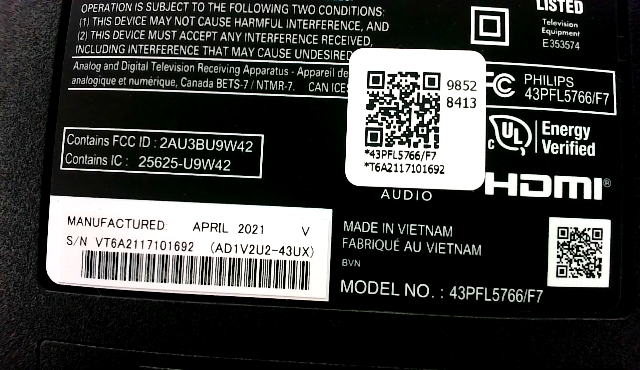 OPERATION IS SUBJECT TO THE FOLLOWING TWO CONDITIONS:
(1) THIS DEVICE MAY NOT CAUSE HARMFUL INTERFERENCE, AND
(2) THIS DEVICE MUST ACCEPT ANY INTERFERENCE RECEIVED,
INCLUDING INTERFERENCE THAT MAY CAUSE UNDESIRED
Analog and Digital Television Receiving Apparatus - Appareil de
analogique et numérique, Canada BETS-7 / NTMR-7. CAN ICES
Contains FCC ID : 2AU3BU9W42
Contains IC : 25625-U9W42
LISTED
Television
Equipment
E353574
9852
8413
*43PFL5766/F7
*T6A2117101692
FC
PHILIPS
43PFL5766/F7
UL
Energy
Verified
AUDIO
HDMI®
MANUFACTURED: APRIL 2021 V
S/N VT6A2117101692 (AD1V2U2-43UX)
MADE IN VIETNAM
FABRIQUÉ AU VIETNAM
BVN
MODEL NO. : 43PFL5766/F7